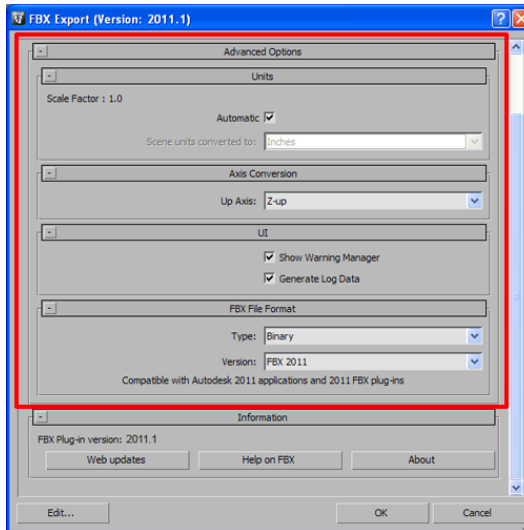 FBX Export (Version: 2011.1)
Advanced Options
Units
Scale Factor : 1.0
Automatic
Scene units converted to: Inches
Axis Conversion
Up Axis: Z-up
UI
Show Warning Manager
Generate Log Data
FBX File Format
Type: Binary
Version: FBX 2011
Compatible with Autodesk 2011 applications and 2011 FBX plug-ins
Information
FBX Plug-in version: 2011.1
Web updates Help on FBX About
Edit... OK Cancel